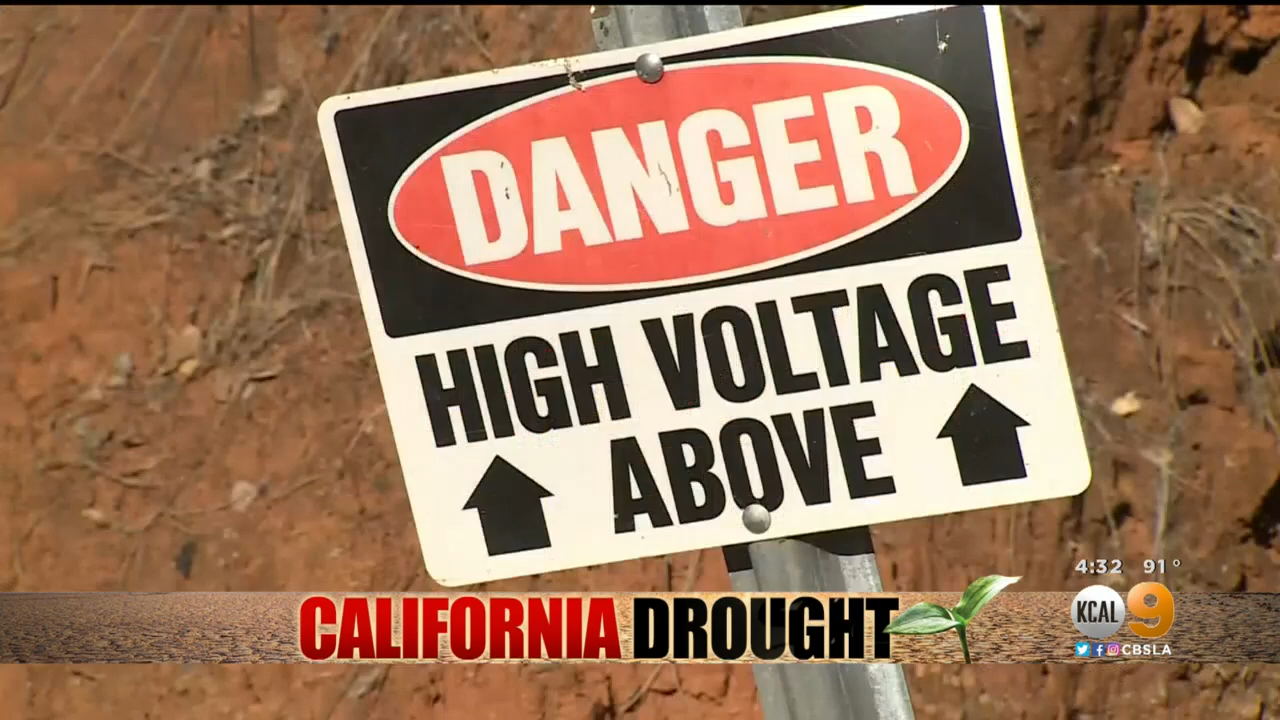 DANGER
HIGH VOLTAGE
ABOVE
4:32 91°
KCAL 9
CALIFORNIA DROUGHT
CBSLA